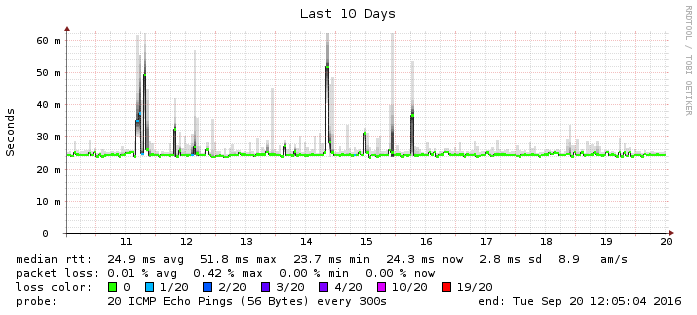 Last 10 Days
RRDTOOL / TOBI OETIKER
Seconds
60 m
50 m
40 m
30 m
20 m
10 m
0
11 12 13 14 15 16 17 18 19 20
median rtt: 24.9 ms avg 51.8 ms max 23.7 ms min 24.3 ms now 2.8 ms sd 8.9 am/s
packet loss: 0.01 % avg 0.42 % max 0.00 % min 0.00 % now
loss color: 0 1/20 2/20 3/20 4/20 10/20 19/20
probe: 20 ICMP Echo Pings (56 Bytes) every 300s end: Tue Sep 20 12:05:04 2016